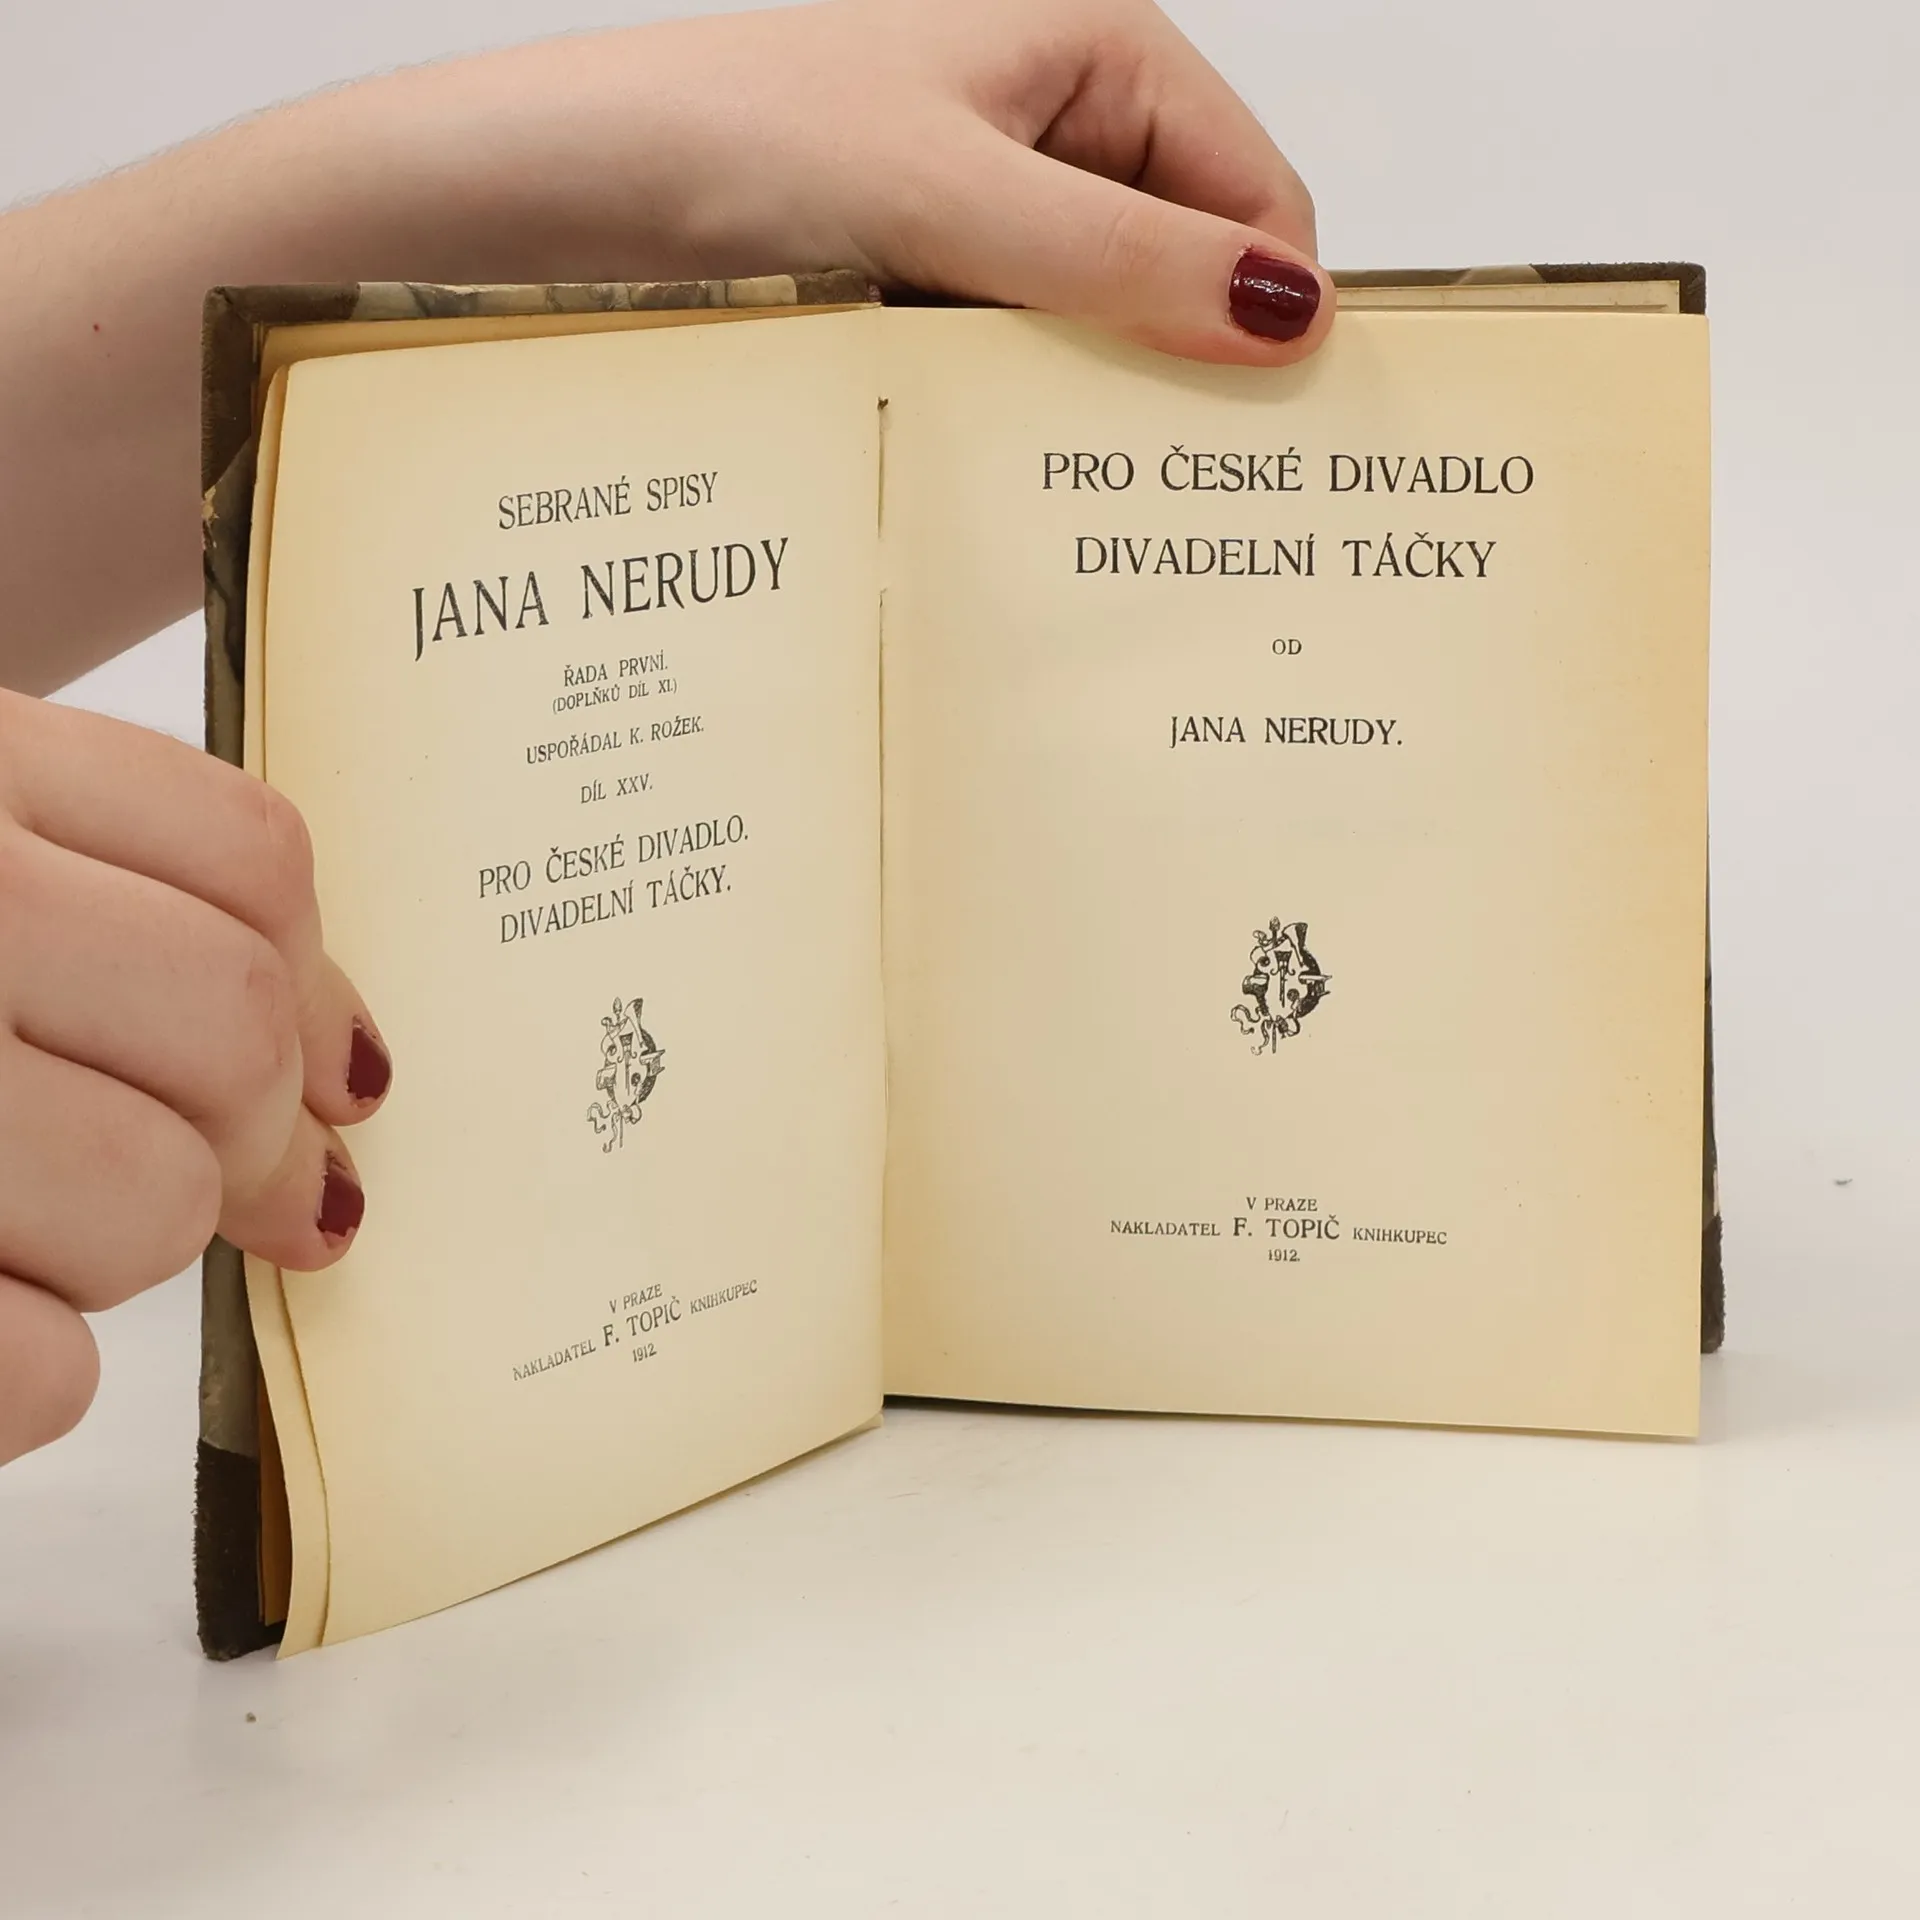 SEBRANÉ SPISY
JANA NERUDY
ŘADA PRVNÍ.
(DOPLŇKŮ DÍL XI.)
USPOŘÁDAL K. ROŽEK.
DÍL XXV.
PRO ČESKÉ DIVADLO.
DIVADELNÍ TÁČKY.
V PRAZE
NAKLADATEL F. TOPIČ KNIHKUPEC
1912
PRO ČESKÉ DIVADLO
DIVADELNÍ TÁČKY
OD
JANA NERUDY.
V PRAZE
NAKLADATEL F. TOPIČ KNIHKUPEC
1912.